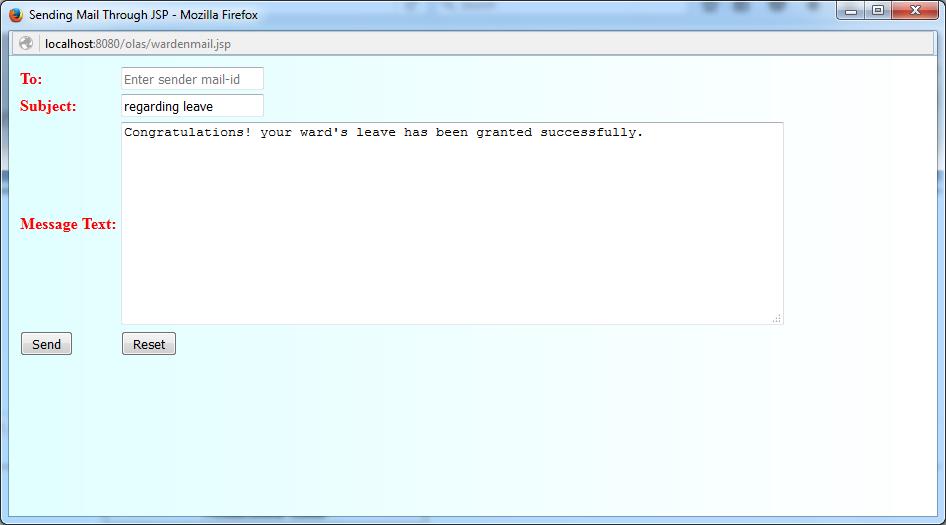 Sending Mail Through JSP - Mozilla Firefox
localhost:8080/olas/wardenmail.jsp
To: Enter sender mail-id
Subject: regarding leave
Message Text: Congratulations! your ward's leave has been granted successfully.
Send Reset